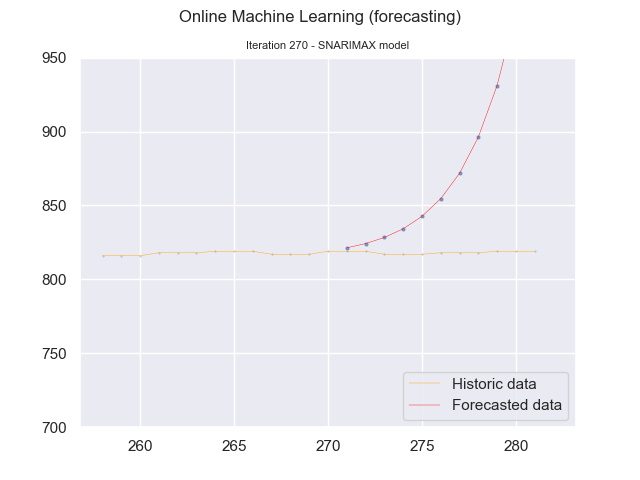 Online Machine Learning (forecasting)
Iteration 270 - SNARIMAX model
950
900
850
800
750
700
260
265
270
275
280
Historic data
Forecasted data